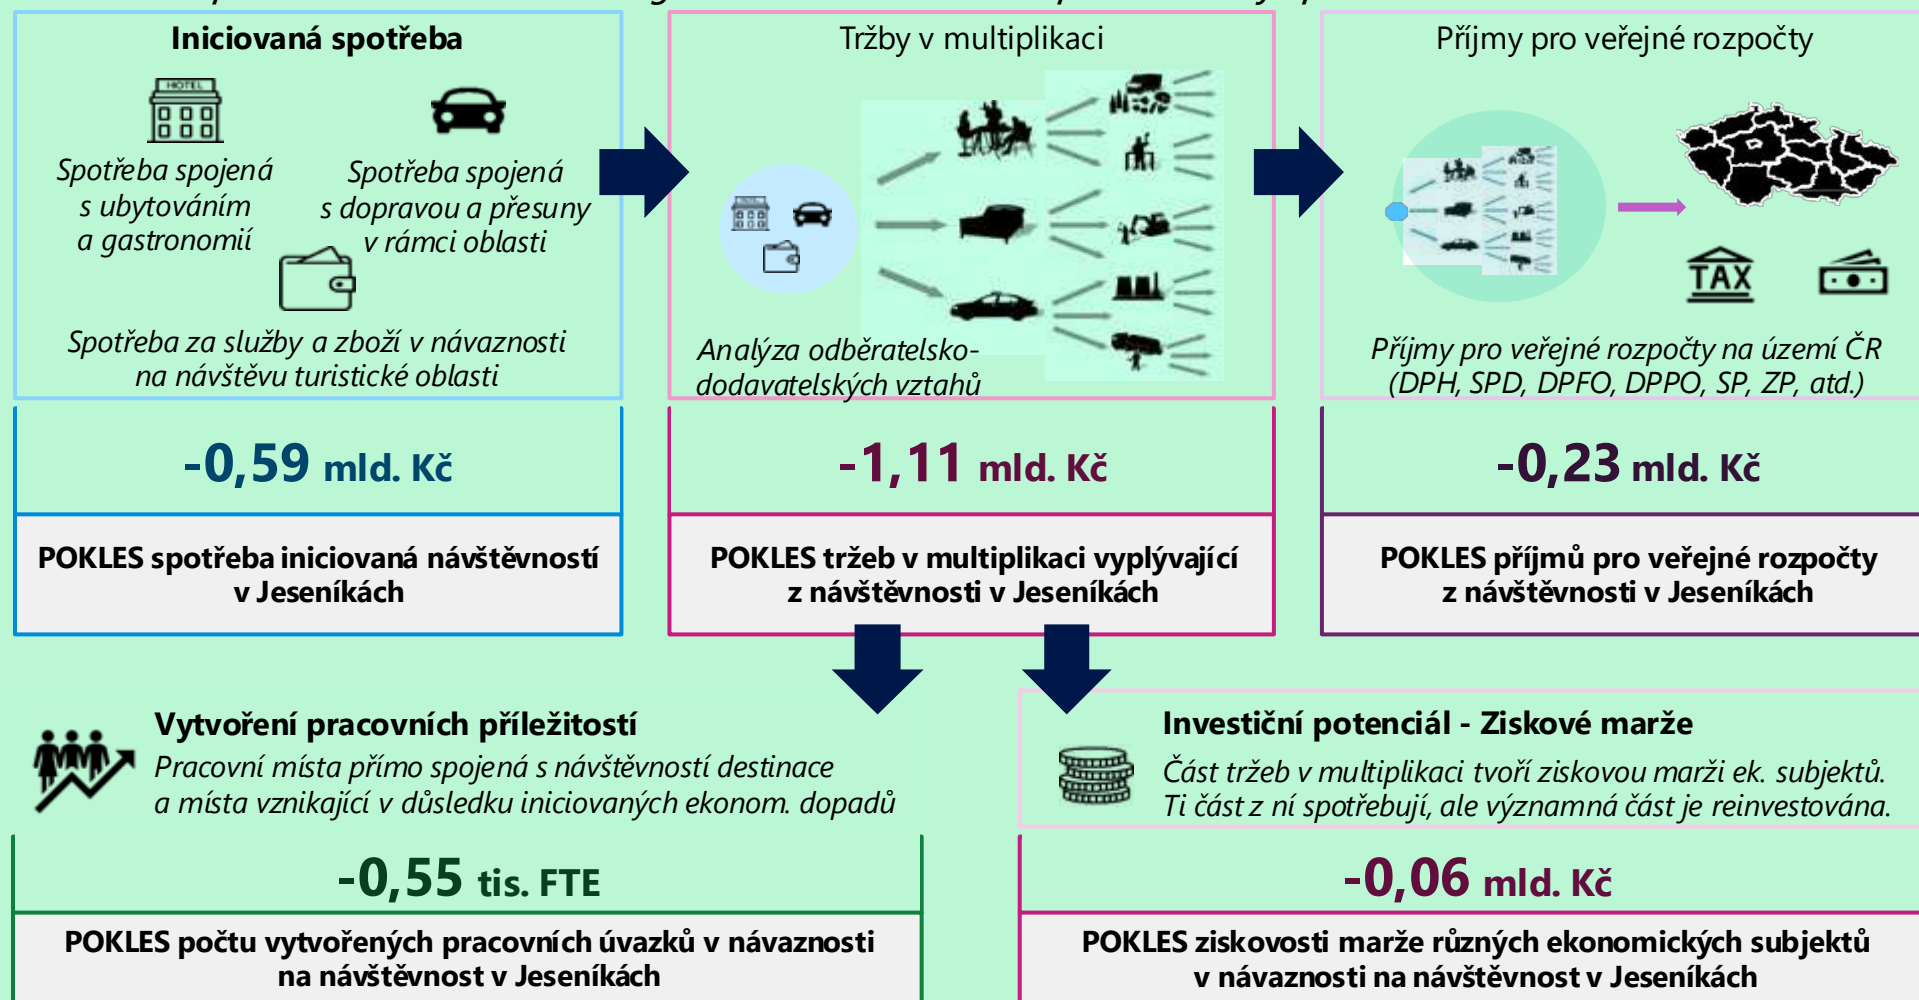 Iniciovaná spotřeba
HOTEL
Spotřeba spojená
s ubytováním
a gastronomií
Spotřeba spojená
s dopravou a přesuny
v rámci oblasti
Spotřeba za služby a zboží v návaznosti
na návštěvu turistické oblasti
-0,59 mld. Kč
POKLES spotřeba iniciovaná návštěvností
v Jeseníkách
Tržby v multiplikaci
Analýza odběratelsko-
dodavatelských vztahů
-1,11 mld. Kč
POKLES tržeb v multiplikaci vyplývající
z návštěvnosti v Jeseníkách
Příjmy pro veřejné rozpočty
TAX
Příjmy pro veřejné rozpočty na území ČR
(DPH, SPD, DPFO, DPPO, SP, ZP, atd.)
-0,23 mld. Kč
POKLES příjmů pro veřejné rozpočty
z návštěvnosti v Jeseníkách
Vytvoření pracovních příležitostí
Pracovní místa přímo spojená s návštěvností destinace
a místa vznikající v důsledku iniciovaných ekonom. dopadů
-0,55 tis. FTE
POKLES počtu vytvořených pracovních úvazků v návaznosti
na návštěvnost v Jeseníkách
Investiční potenciál - Ziskové marže
Část tržeb v multiplikaci tvoří ziskovou marži ek. subjektů.
Ti část z ní spotřebují, ale významná část je reinvestována.
-0,06 mld. Kč
POKLES ziskovosti marže různých ekonomických subjektů
v návaznosti na návštěvnost v Jeseníkách